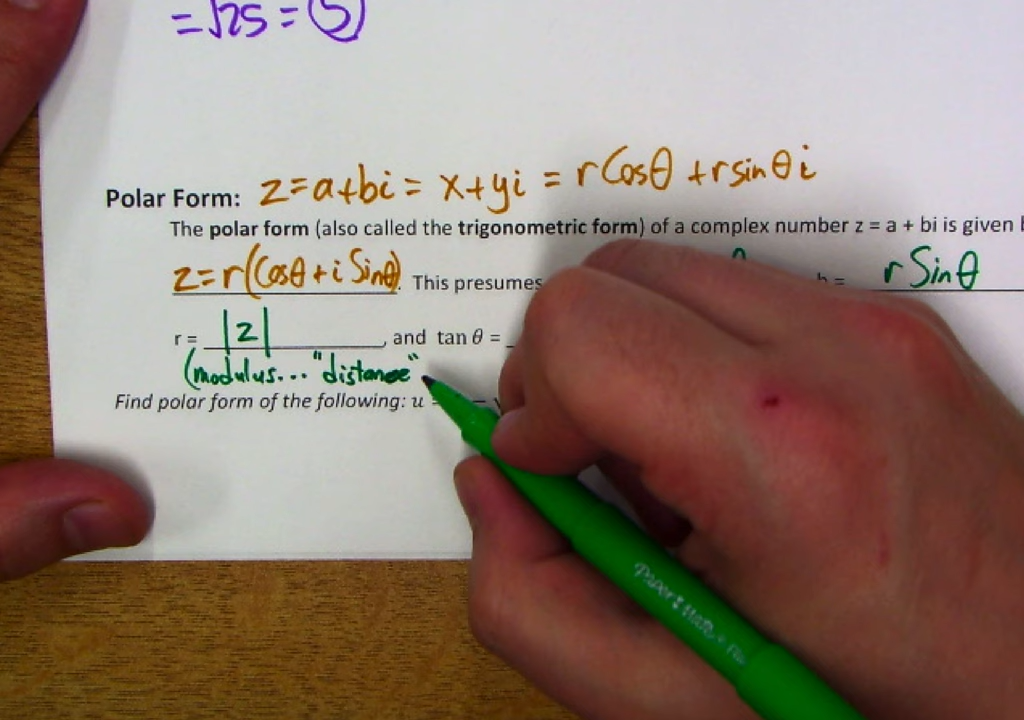 = √25 = 5
Polar Form: z = a+bi = x+yi = r Cosθ + r sinθ i
The polar form (also called the trigonometric form) of a complex number z = a + bi is given
z = r(Cosθ + i Sinθ). This presumes b = r Sinθ
r = |z|, and tan θ =
(modulus... "distance"
Find polar form of the following: u
Paper Mate